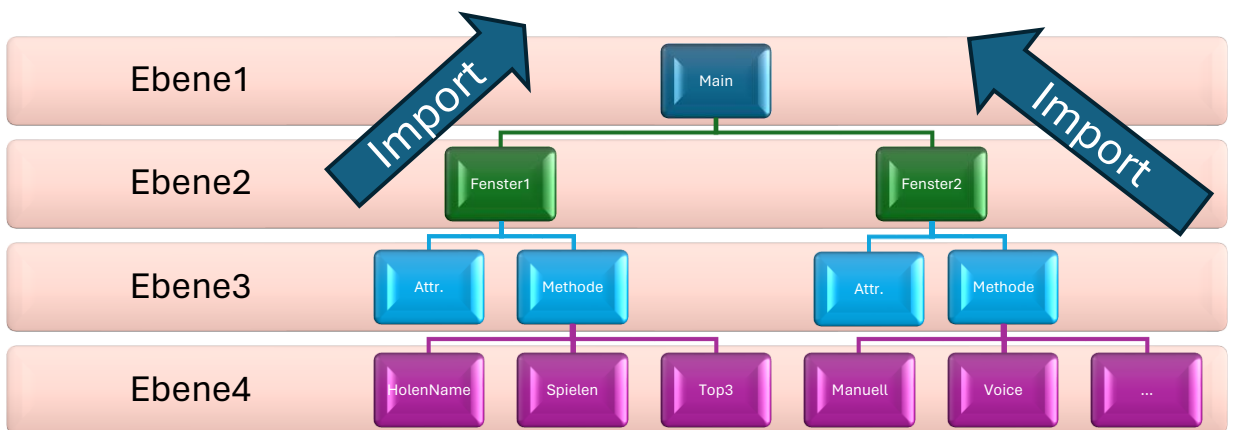 Ebene1
Import
Main
Import
Ebene2
Fenster1
Fenster2
Ebene3
Attr.
Methode
Attr.
Methode
Ebene4
HolenName
Spielen
Top3
Manuell
Voice
...